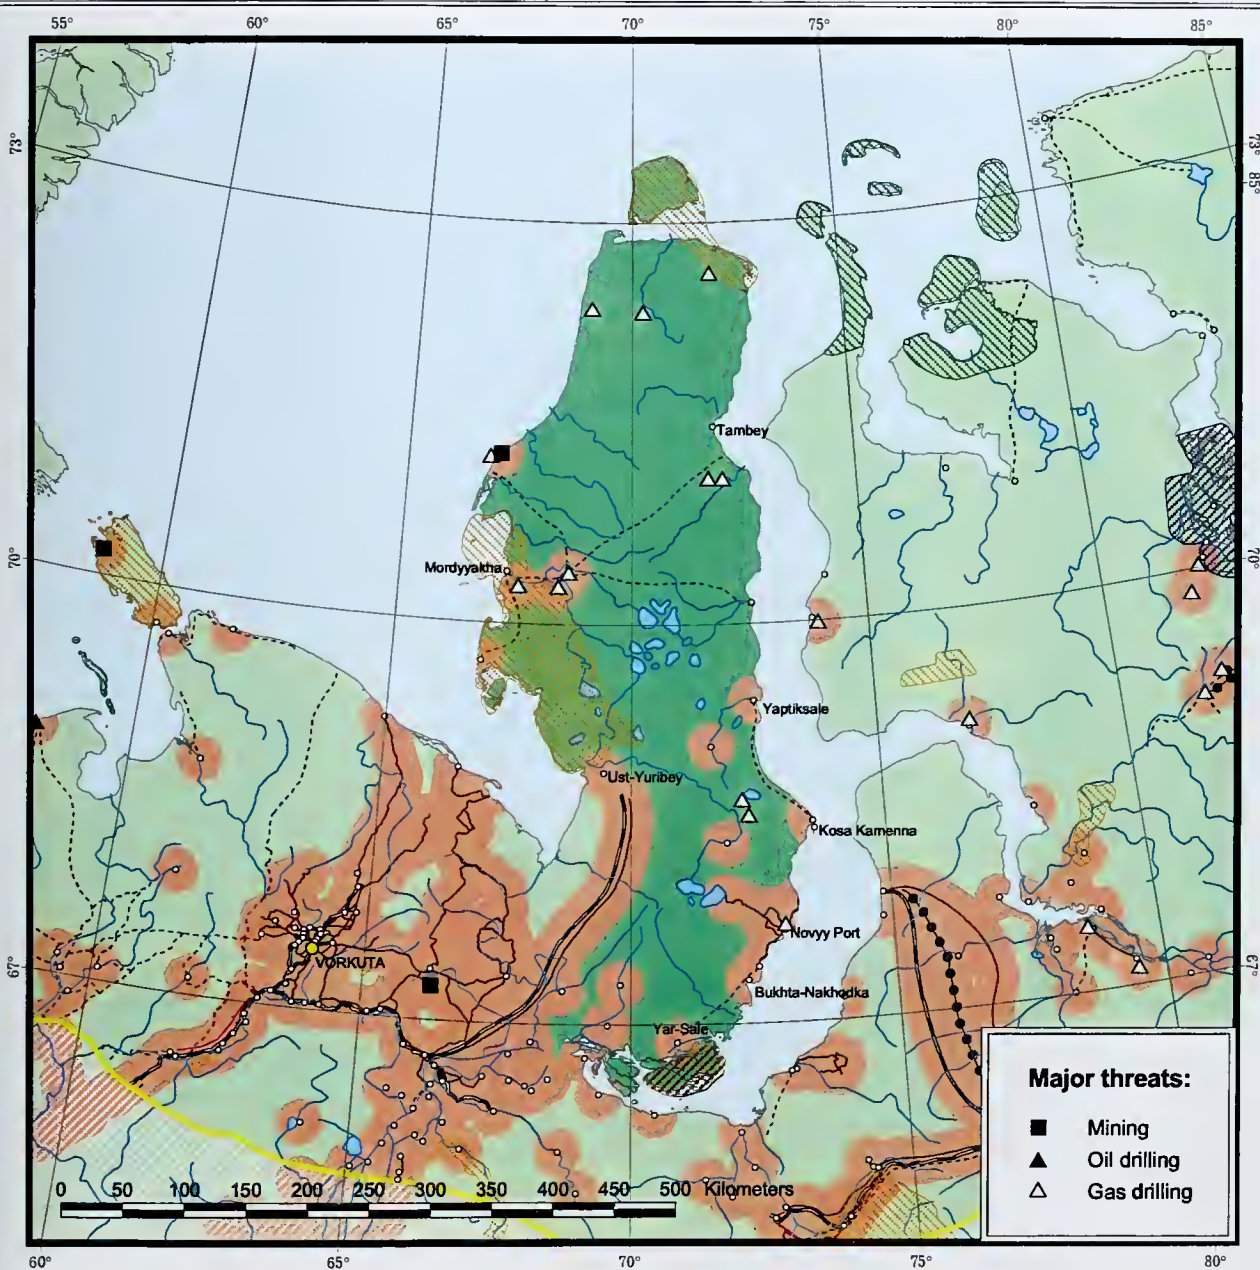 55° 60° 65° 70° 75° 80° 85°
73° 73°
85°
Tambey
70° 70°
Mordyyakha
Yaptiksale
Ust-Yuribey
Kosa Kamenna
Novyy Port
VORKUTA
67° 67°
Bukhta-Nakhodka
Yar-Sale
Major threats:
Mining
Oil drilling
Gas drilling
0 50 100 150 200 250 300 350 400 450 500 Kilometers
60° 65° 70° 75° 80°